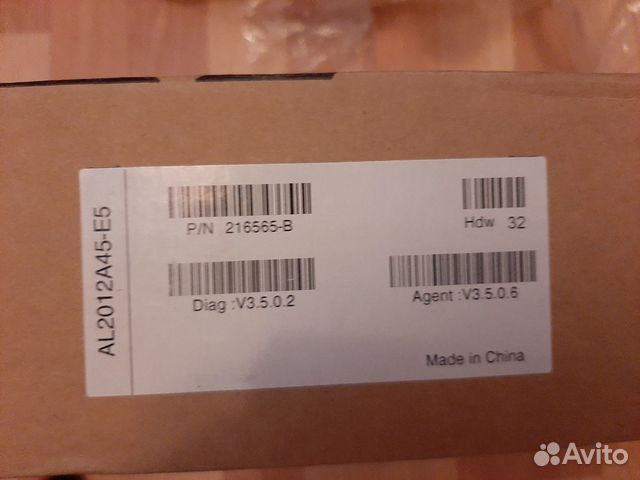 AL2012A45-E5
P/N 216565-B
Hdw 32
Diag :V3.5.0.2
Agent :V3.5.0.6
Made in China
Avito